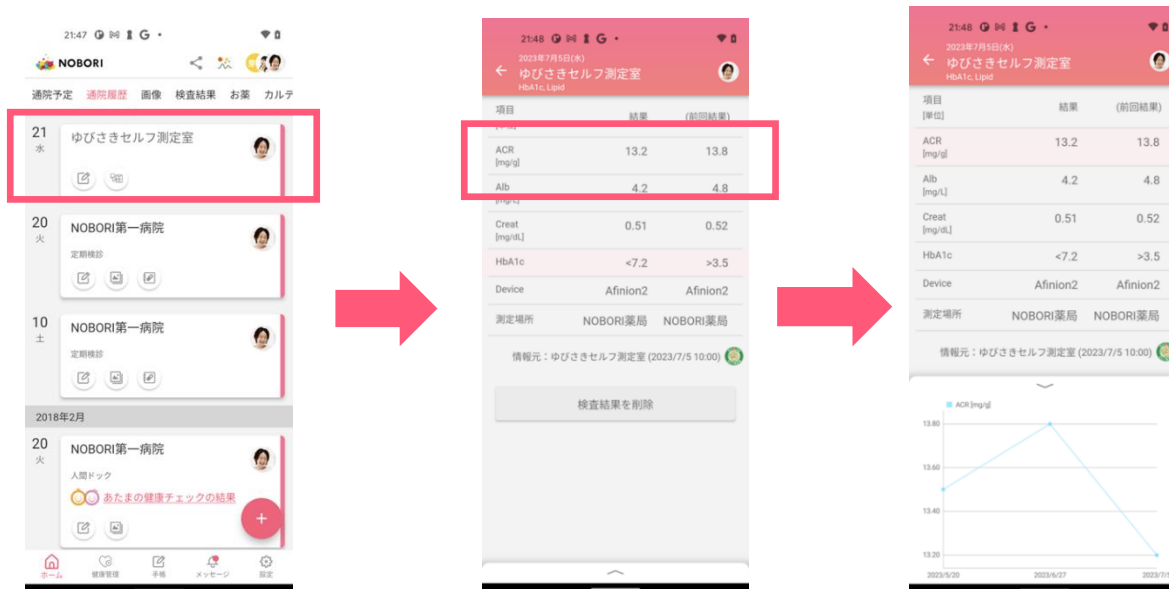 21:47 G
NOBORI
通院予定 通院履歴 画像 検査結果 お薬 カルテ
21
水
ゆびさきセルフ測定室
20
火
NOBORI第一病院
定期検診
10
土
NOBORI第一病院
定期検診
2018年2月
20
火
NOBORI第一病院
人間ドック
あたまの健康チェックの結果
+
ホーム 健康管理 手帳 メッセージ 設定
21:48 G
2023年7月5日(水)
ゆびさきセルフ測定室
HbA1c, Lipid
項目 結果 (前回結果)
ACR 13.2 13.8
[mg/g]
Alb 4.2 4.8
[mg/L]
Creat 0.51 0.52
[mg/dL]
HbA1c <7.2 >3.5
Device Afinion2 Afinion2
測定場所 NOBORI薬局 NOBORI薬局
情報元：ゆびさきセルフ測定室 (2023/7/5 10:00)
検査結果を削除
21:48 G
2023年7月5日(水)
ゆびさきセルフ測定室
HbA1c, Lipid
項目 結果 (前回結果)
[単位]
ACR 13.2 13.8
[mg/g]
Alb 4.2 4.8
[mg/L]
Creat 0.51 0.52
[mg/dL]
HbA1c <7.2 >3.5
Device Afinion2 Afinion2
測定場所 NOBORI薬局 NOBORI薬局
情報元：ゆびさきセルフ測定室 (2023/7/5 10:00)
ACR [mg/g]
13.80
13.60
13.40
13.20
2023/5/20 2023/6/27 2023/7/5